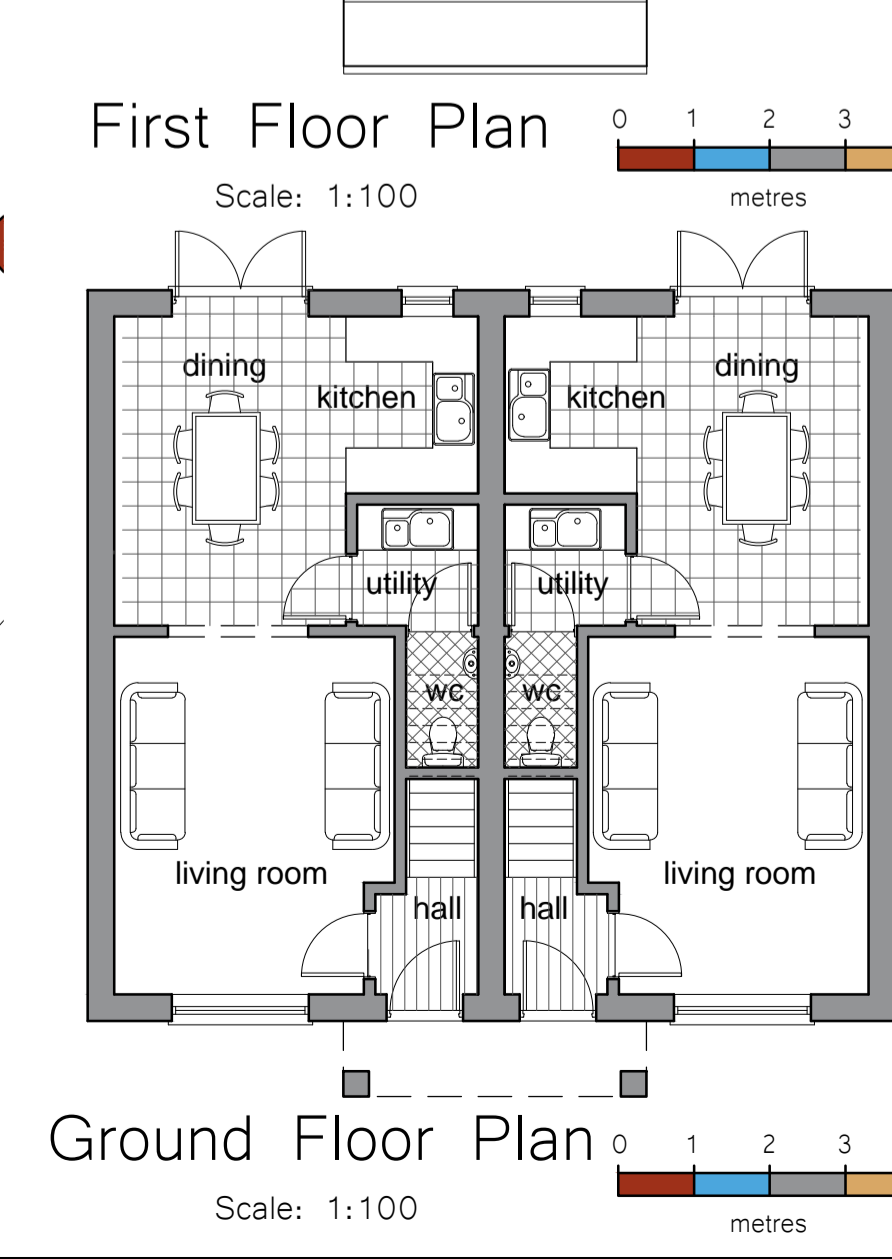 First Floor Plan
0 1 2 3
Scale: 1:100
metres
dining dining
kitchen kitchen
utility utility
wc wc
living room living room
hall hall
Ground Floor Plan
0 1 2 3
Scale: 1:100
metres